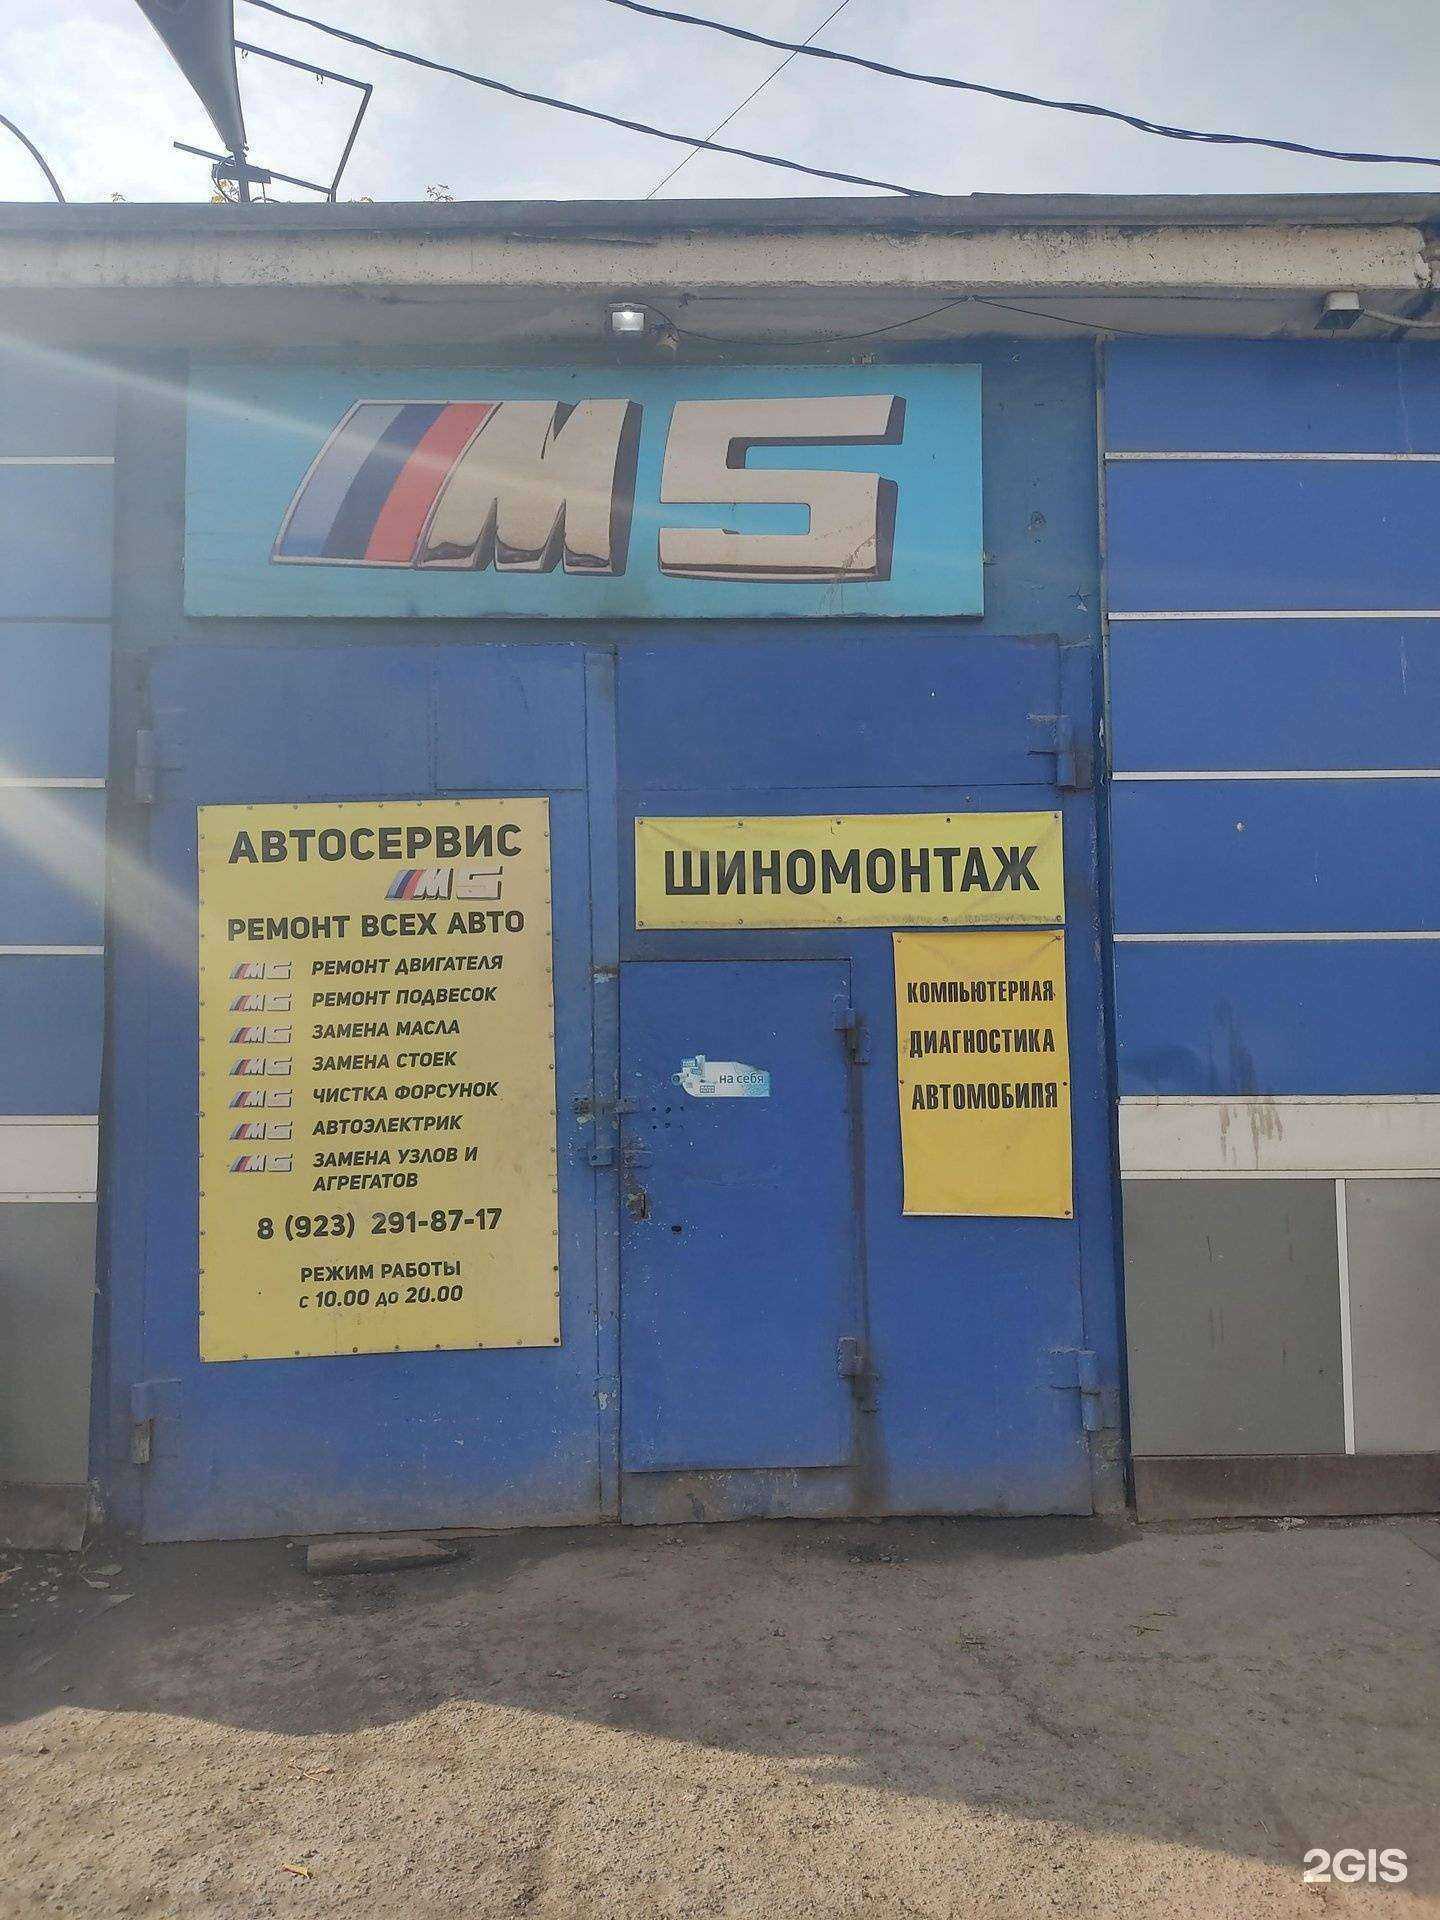 M5
АВТОСЕРВИС
M5
РЕМОНТ ВСЕХ АВТО
M5 РЕМОНТ ДВИГАТЕЛЯ
M5 РЕМОНТ ПОДВЕСОК
M5 ЗАМЕНА МАСЛА
M5 ЗАМЕНА СТОЕК
M5 ЧИСТКА ФОРСУНОК
M5 АВТОЭЛЕКТРИК
M5 ЗАМЕНА УЗЛОВ И
АГРЕГАТОВ
8 (923) 291-87-17
РЕЖИМ РАБОТЫ
с 10.00 до 20.00
ШИНОМОНТАЖ
КОМПЬЮТЕРНАЯ
ДИАГНОСТИКА
АВТОМОБИЛЯ
на себя
2GIS